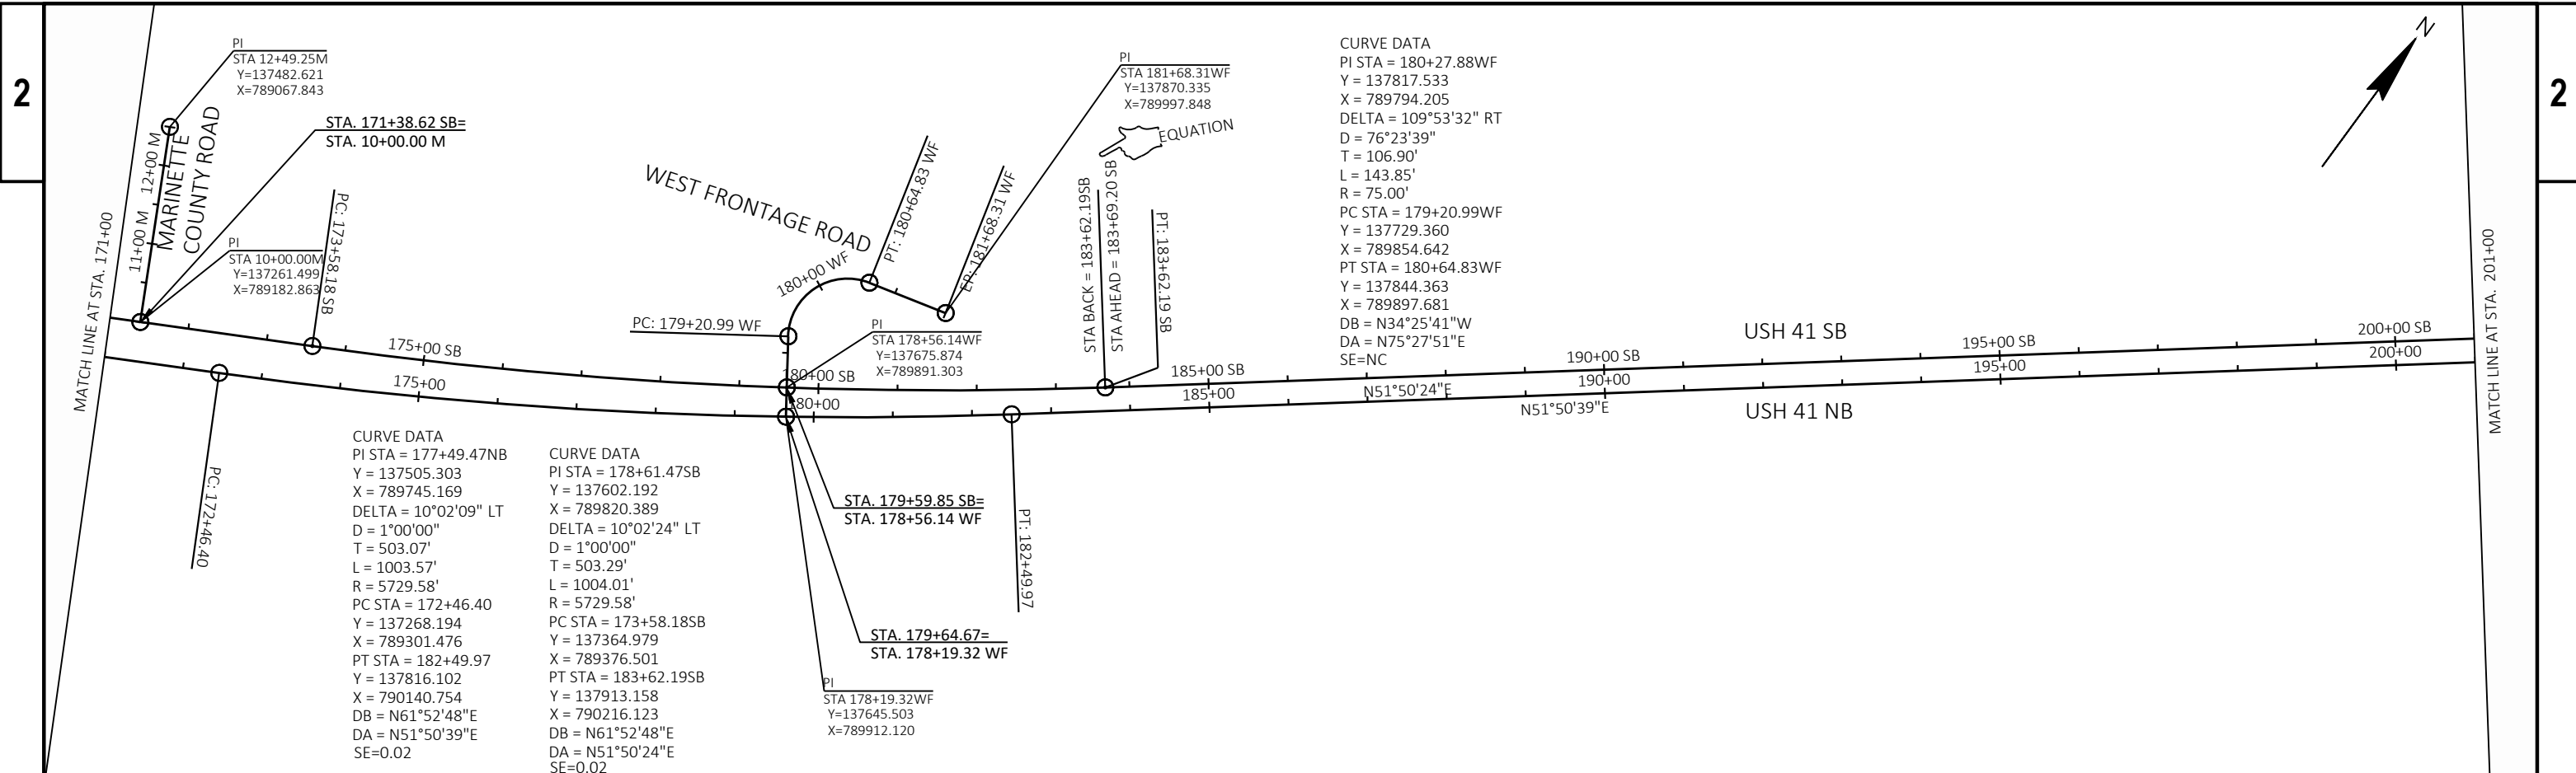 2
2
MATCH LINE AT STA. 171+00
PI
STA 12+49.25M
Y=137482.621
X=789067.843
11+00 M
12+00 M
MARINETTE
COUNTY ROAD
STA. 171+38.62 SB=
STA. 10+00.00 M
PI
STA 10+00.00M
Y=137261.499
X=789182.863
PC: 173+58.18 SB
PC: 172+46.40
175+00 SB
175+00
WEST FRONTAGE ROAD
180+00 WF
PC: 179+20.99 WF
PT: 180+64.83 WF
EP: 181+68.31 WF
PI
STA 181+68.31WF
Y=137870.335
X=789997.848
EQUATION
STA BACK = 183+62.19SB
STA AHEAD = 183+69.20 SB
PT: 183+62.19 SB
PI
STA 178+56.14WF
Y=137675.874
X=789891.303
180+00 SB
180+00
CURVE DATA
PI STA = 180+27.88WF
Y = 137817.533
X = 789794.205
DELTA = 109°53'32" RT
D = 76°23'39"
T = 106.90'
L = 143.85'
R = 75.00'
PC STA = 179+20.99WF
Y = 137729.360
X = 789854.642
PT STA = 180+64.83WF
Y = 137844.363
X = 789897.681
DB = N34°25'41"W
DA = N75°27'51"E
SE=NC
N
185+00 SB
185+00
N51°50'24"E
190+00 SB
190+00
N51°50'39"E
USH 41 SB
USH 41 NB
195+00 SB
195+00
200+00 SB
200+00
MATCH LINE AT STA. 201+00
CURVE DATA
PI STA = 177+49.47NB
Y = 137505.303
X = 789745.169
DELTA = 10°02'09" LT
D = 1°00'00"
T = 503.07'
L = 1003.57'
R = 5729.58'
PC STA = 172+46.40
Y = 137268.194
X = 789301.476
PT STA = 182+49.97
Y = 137816.102
X = 790140.754
DB = N61°52'48"E
DA = N51°50'39"E
SE=0.02
CURVE DATA
PI STA = 178+61.47SB
Y = 137602.192
X = 789820.389
DELTA = 10°02'24" LT
D = 1°00'00"
T = 503.29'
L = 1004.01'
R = 5729.58'
PC STA = 173+58.18SB
Y = 137364.979
X = 789376.501
PT STA = 183+62.19SB
Y = 137913.158
X = 790216.123
DB = N61°52'48"E
DA = N51°50'24"E
SE=0.02
STA. 179+59.85 SB=
STA. 178+56.14 WF
STA. 179+64.67=
STA. 178+19.32 WF
PI
STA 178+19.32WF
Y=137645.503
X=789912.120
PT: 182+49.97